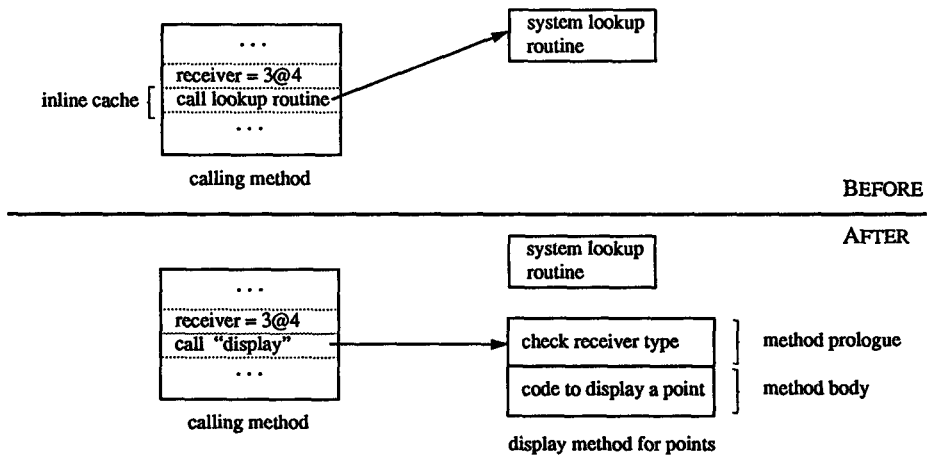 system lookup
routine
. . .
receiver = 3@4
inline cache
call lookup routine
. . .
calling method
BEFORE
AFTER
system lookup
routine
. . .
receiver = 3@4
call “display”
check receiver type
method prologue
. . .
code to display a point
method body
calling method
display method for points